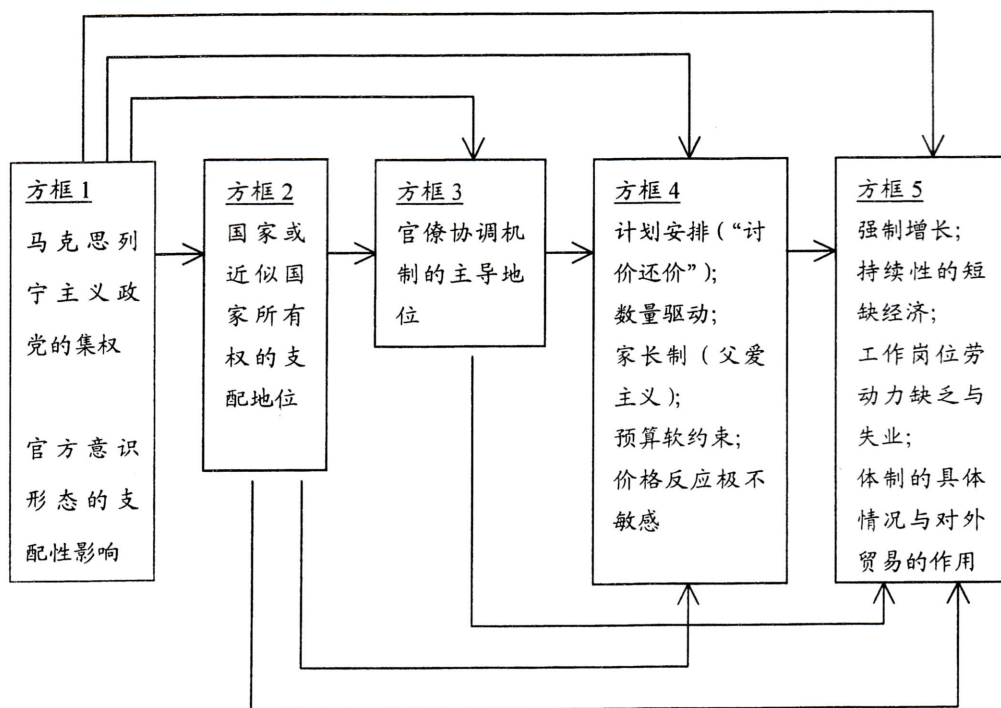 方框1
马克思列
宁主义政
党的集权
官方意识
形态的支
配性影响
方框2
国家或
近似国
家所有
权的支
配地位
方框3
官僚协调机
制的主导地
位
方框4
计划安排(“讨
价还价”);
数量驱动;
家长制(父爱
主义);
预算软约束;
价格反应极不
敏感
方框5
强制增长;
持续性的短
缺经济;
工作岗位劳
动力缺乏与
失业;
体制的具体
情况与对外
贸易的作用